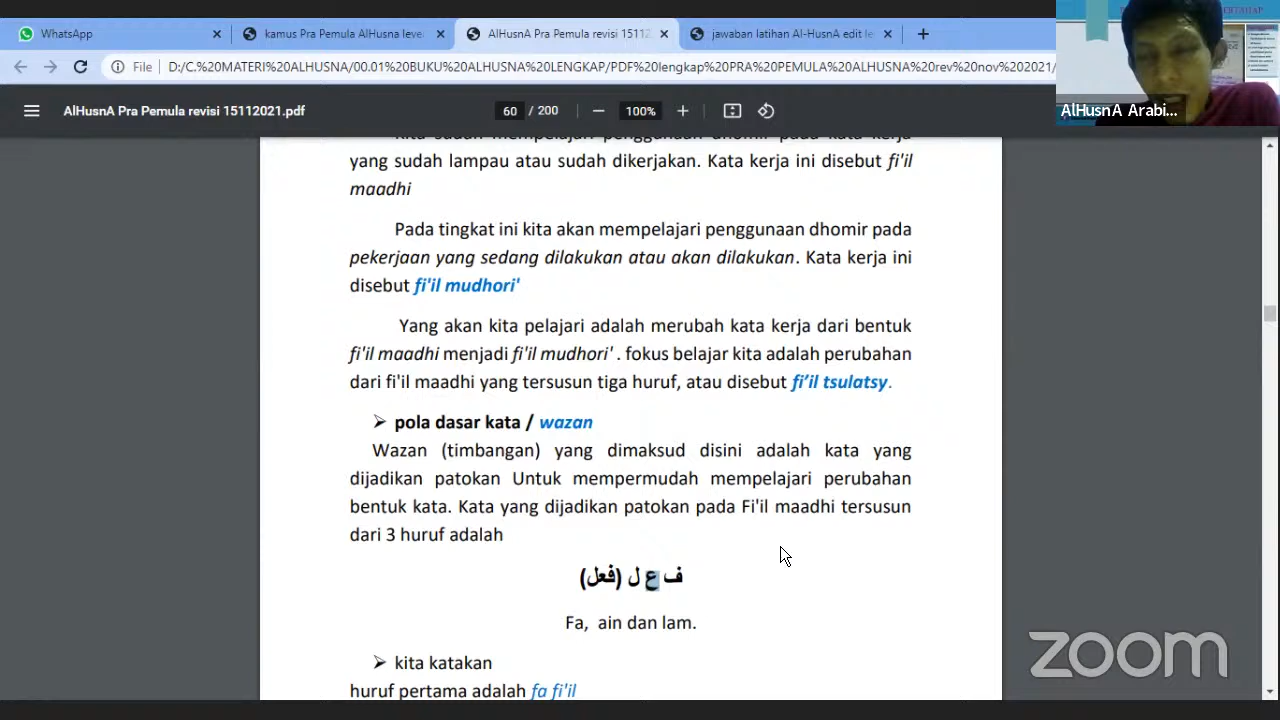 WhatsApp
kamus Pra Pemula AlHusna leve
AlHusnA Pra Pemula revisi 15112
jawaban latihan Al-HusnA edit le
File
D:/C.%20MATERI%20ALHUSNA/00.01%20BUKU%20ALHUSNA%20LENGKAP/PDF%20lengkap
AlHusnA Pra Pemula revisi 15112021.pdf
60 / 200
100%
AlHusnA Arabi...
kita sudah mempelajari penggunaan dhomir pada kata kerja
yang sudah lampau atau sudah dikerjakan. Kata kerja ini disebut fi'il
maadhi
Pada tingkat ini kita akan mempelajari penggunaan dhomir pada
pekerjaan yang sedang dilakukan atau akan dilakukan. Kata kerja ini
disebut fi'il mudhori'
Yang akan kita pelajari adalah merubah kata kerja dari bentuk
fi'il maadhi menjadi fi'il mudhori' . fokus belajar kita adalah perubahan
dari fi'il maadhi yang tersusun tiga huruf, atau disebut fi'il tsulatsy.
➢ pola dasar kata / wazan
Wazan (timbangan) yang dimaksud disini adalah kata yang
dijadikan patokan Untuk mempermudah mempelajari perubahan
bentuk kata. Kata yang dijadikan patokan pada Fi'il maadhi tersusun
dari 3 huruf adalah
ف ع ل (فعل)
Fa, ain dan lam.
➢ kita katakan
huruf pertama adalah fa fi'il
zoom